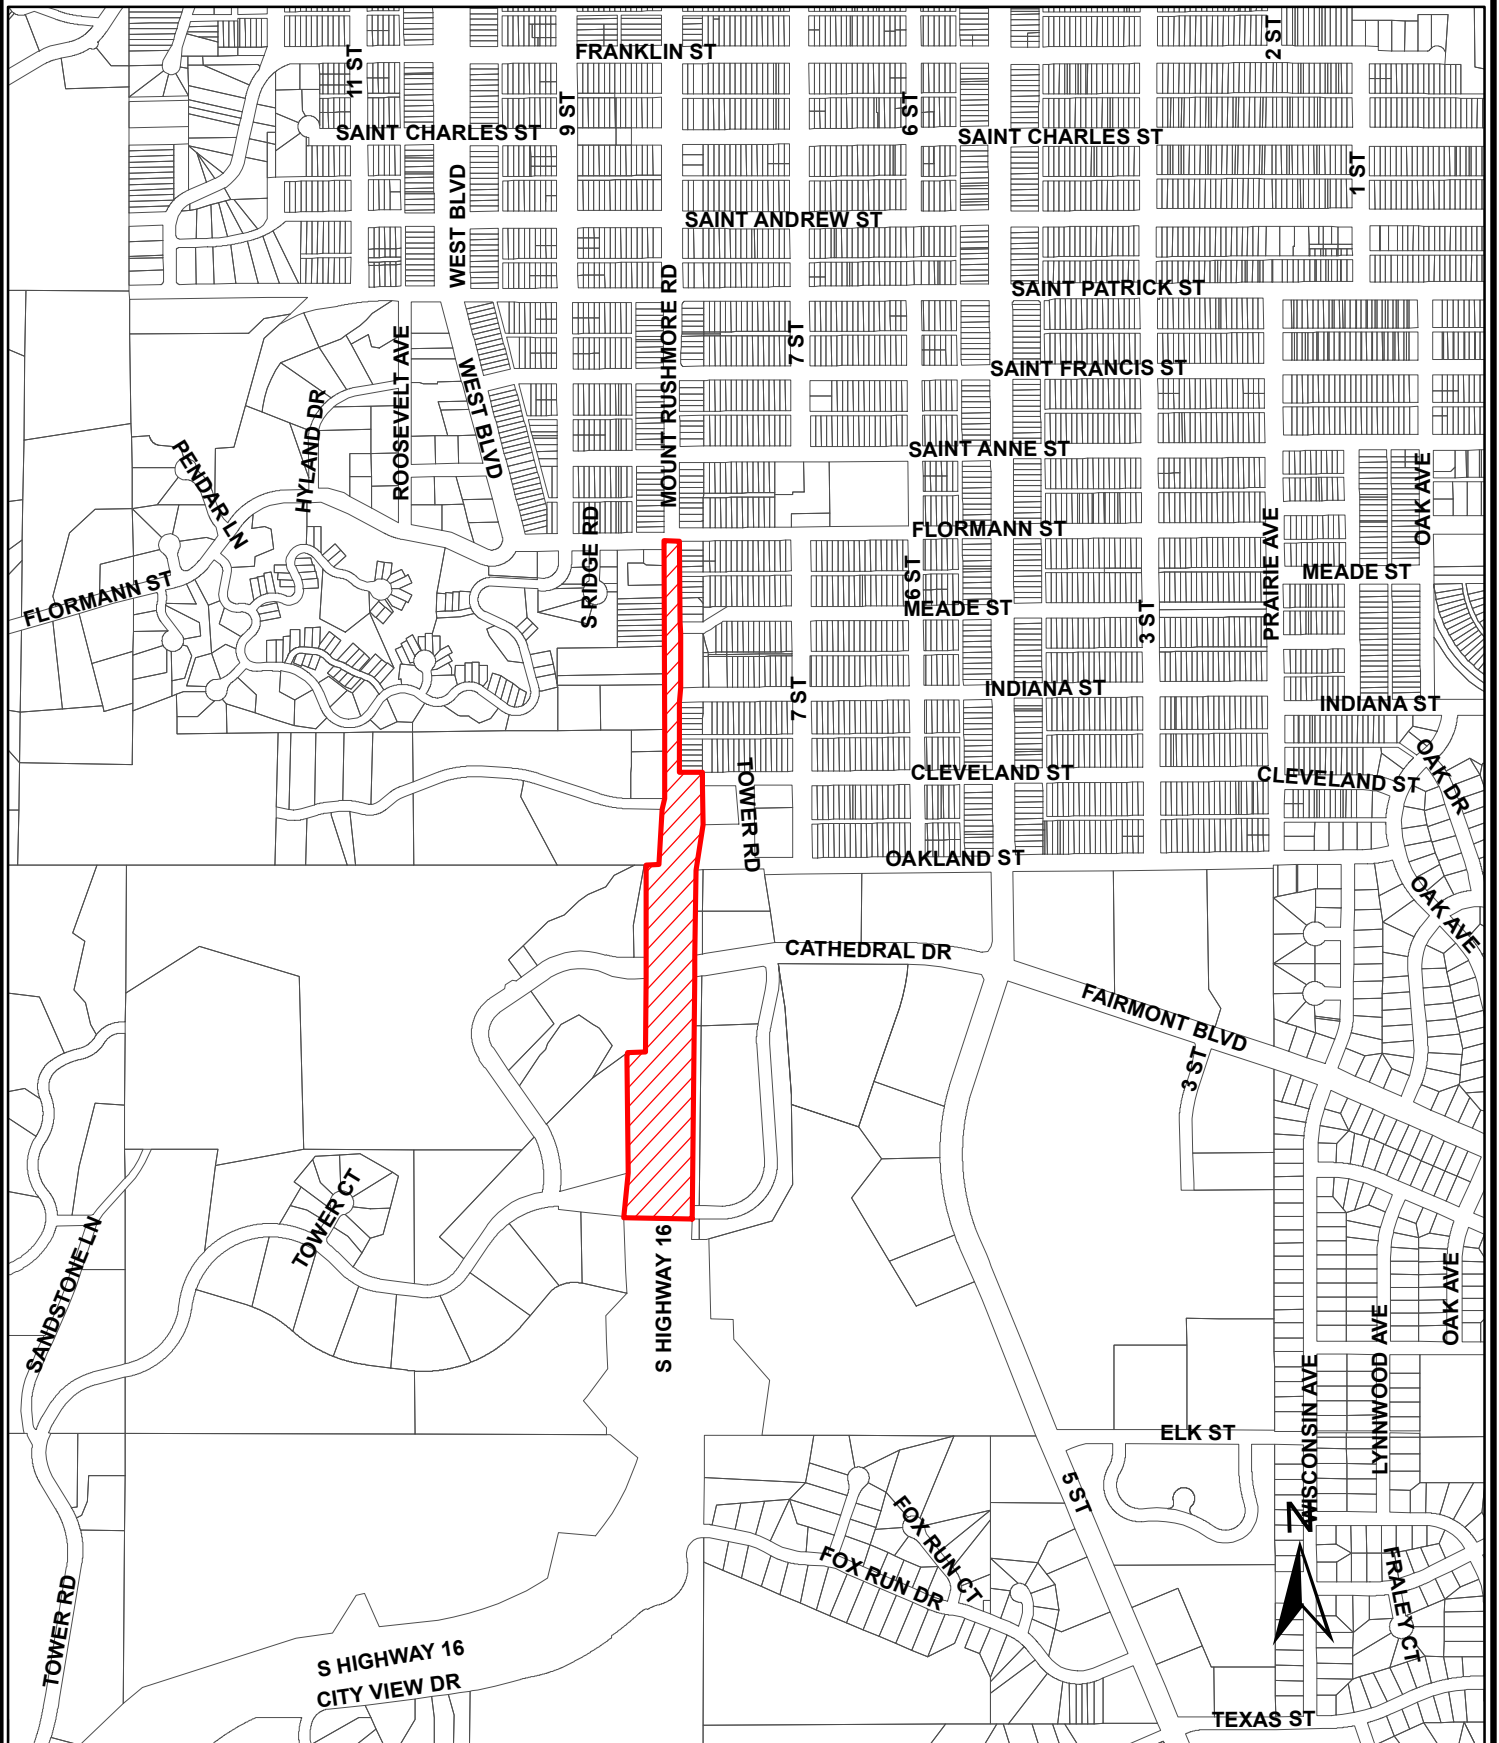 2 ST
FRANKLIN ST
11 ST
9 ST
6 ST
SAINT CHARLES ST
SAINT CHARLES ST
1 ST
WEST BLVD
SAINT ANDREW ST
SAINT PATRICK ST
MOUNT RUSHMORE RD
7 ST
ROOSEVELT AVE
SAINT FRANCIS ST
WEST BLVD
HYLAND DR
SAINT ANNE ST
PENDAR LN
OAK AVE
FLORMANN ST
PRAIRIE AVE
S RIDGE RD
MEADE ST
6 ST
FLORMANN ST
MEADE ST
3 ST
INDIANA ST
7 ST
INDIANA ST
CLEVELAND ST
CLEVELAND ST
OAK DR
TOWER RD
OAKLAND ST
OAK AVE
CATHEDRAL DR
FAIRMONT BLVD
3 ST
TOWER CT
SANDSTONE LN
S HIGHWAY 16
OAK AVE
LYNNWOOD AVE
WISCONSIN AVE
ELK ST
5 ST
N
FOX RUN CT
FOX RUN DR
FRALEY CT
TOWER RD
S HIGHWAY 16
CITY VIEW DR
TEXAS ST